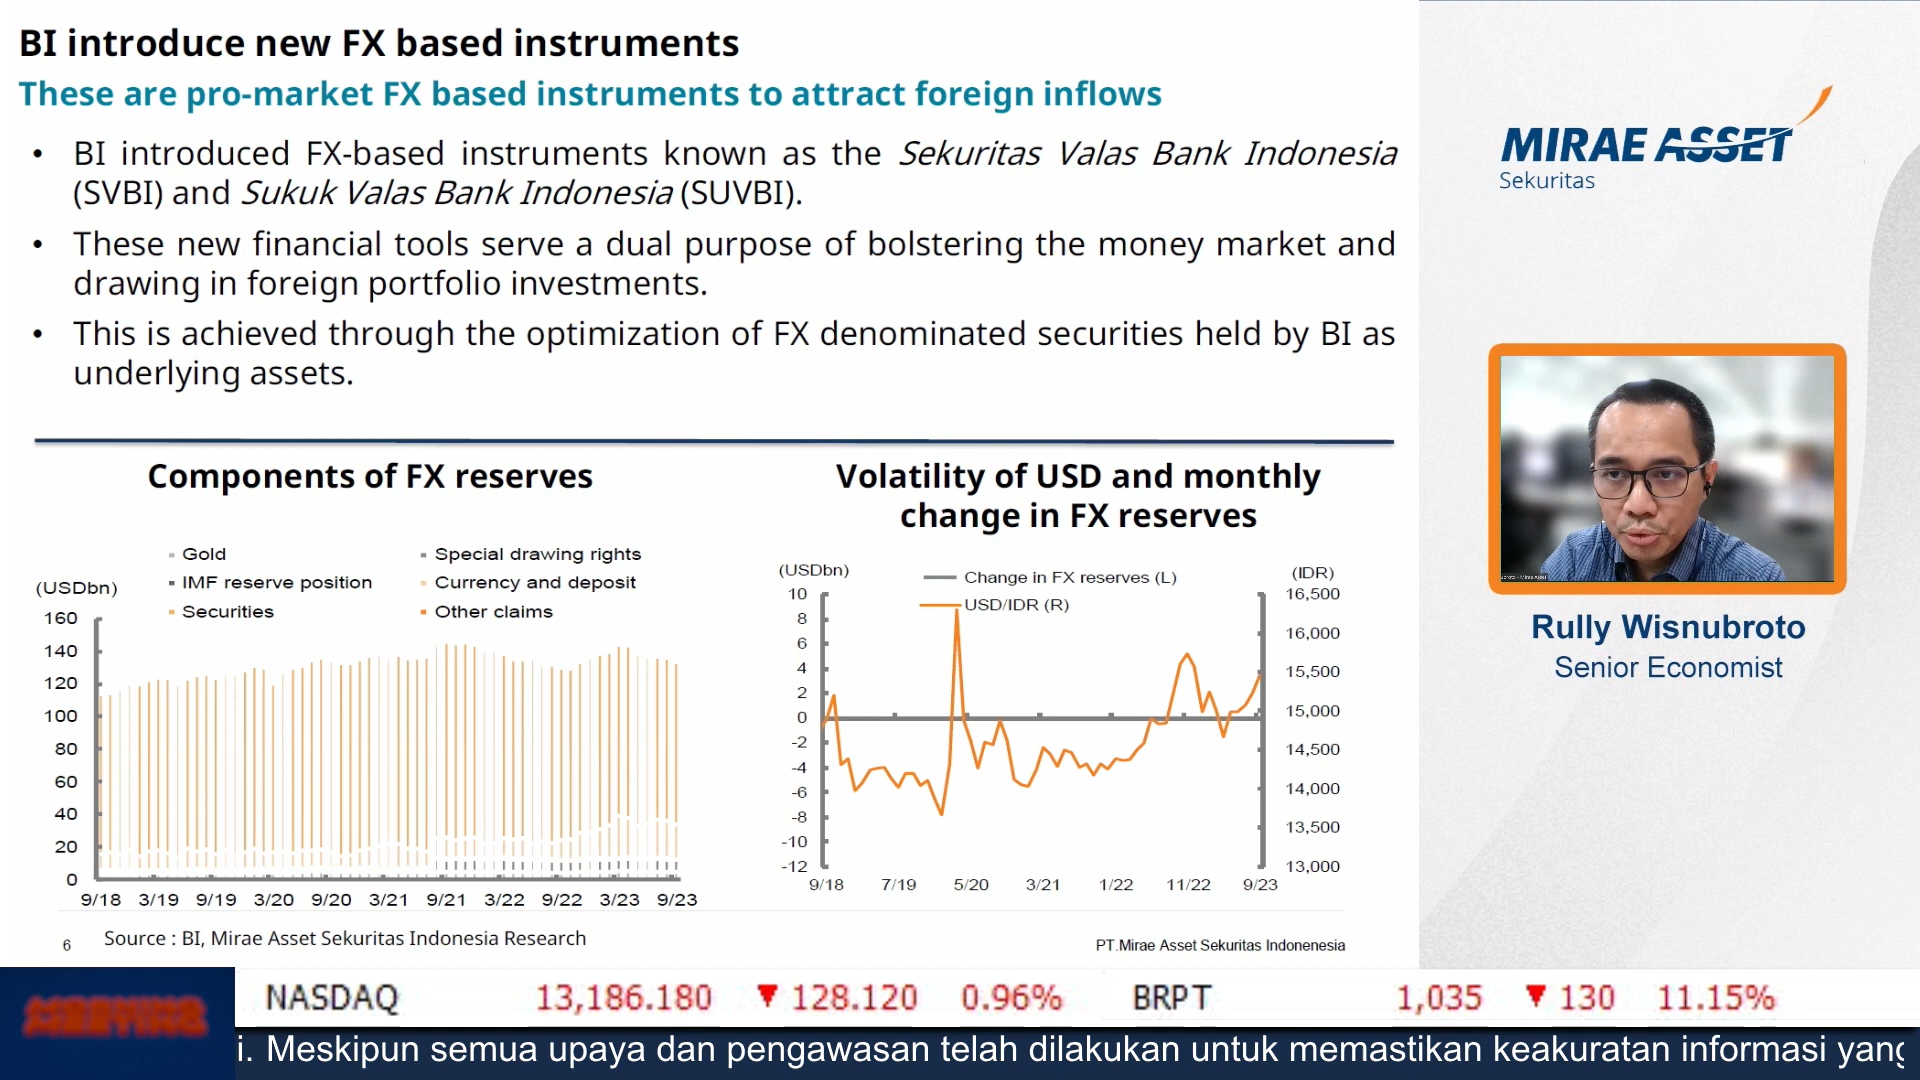 BI introduce new FX based instruments
These are pro-market FX based instruments to attract foreign inflows
• BI introduced FX-based instruments known as the Sekuritas Valas Bank Indonesia
(SVBI) and Sukuk Valas Bank Indonesia (SUVBI).
• These new financial tools serve a dual purpose of bolstering the money market and
drawing in foreign portfolio investments.
• This is achieved through the optimization of FX denominated securities held by BI as
underlying assets.
Components of FX reserves
Gold
Special drawing rights
IMF reserve position
Currency and deposit
Securities
Other claims
(USDbn)
160
140
120
100
80
60
40
20
0
9/18 3/19 9/19 3/20 9/20 3/21 9/21 3/22 9/22 3/23 9/23
Volatility of USD and monthly
change in FX reserves
(USDbn)
Change in FX reserves (L)
USD/IDR (R)
(IDR)
10
8
6
4
2
0
-2
-4
-6
-8
-10
-12
16,500
16,000
15,500
15,000
14,500
14,000
13,500
13,000
9/18 7/19 5/20 3/21 1/22 11/22 9/23
6
Source : BI, Mirae Asset Sekuritas Indonesia Research
PT.Mirae Asset Sekuritas Indonenesia
MIRAE ASSET
Sekuritas
Rully Wisnubroto
Senior Economist
NASDAQ 13,186.180 ▼ 128.120 0.96% BRPT 1,035 ▼ 130 11.15%
i. Meskipun semua upaya dan pengawasan telah dilakukan untuk memastikan keakuratan informasi yang